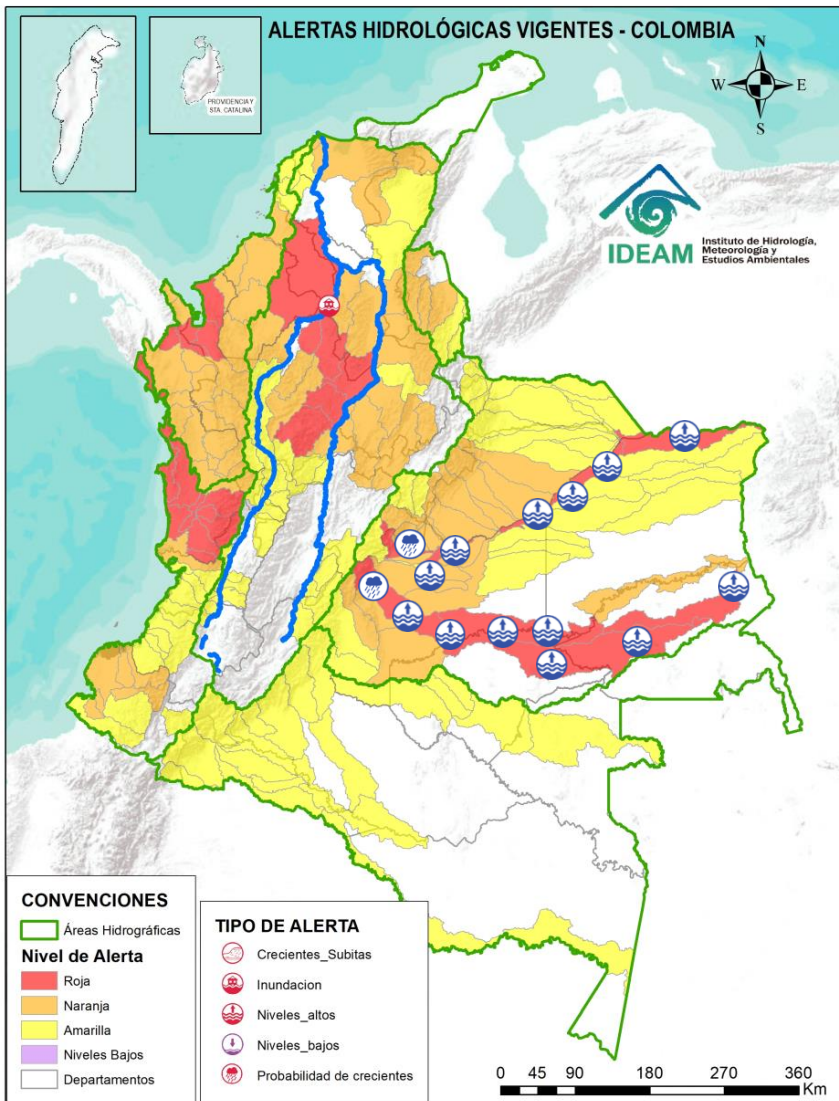 ALERTAS HIDROLÓGICAS VIGENTES - COLOMBIA
PROVIDENCIA Y
STA. CATALINA
N
W
E
S
IDEAM
Instituto de Hidrología,
Meteorología y
Estudios Ambientales
CONVENCIONES
Áreas Hidrográficas
Nivel de Alerta
Roja
Naranja
Amarilla
Niveles Bajos
Departamentos
TIPO DE ALERTA
Crecientes_Subitas
Inundacion
Niveles_altos
Niveles_bajos
Probabilidad de crecientes
0 45 90 180 270 360
Km